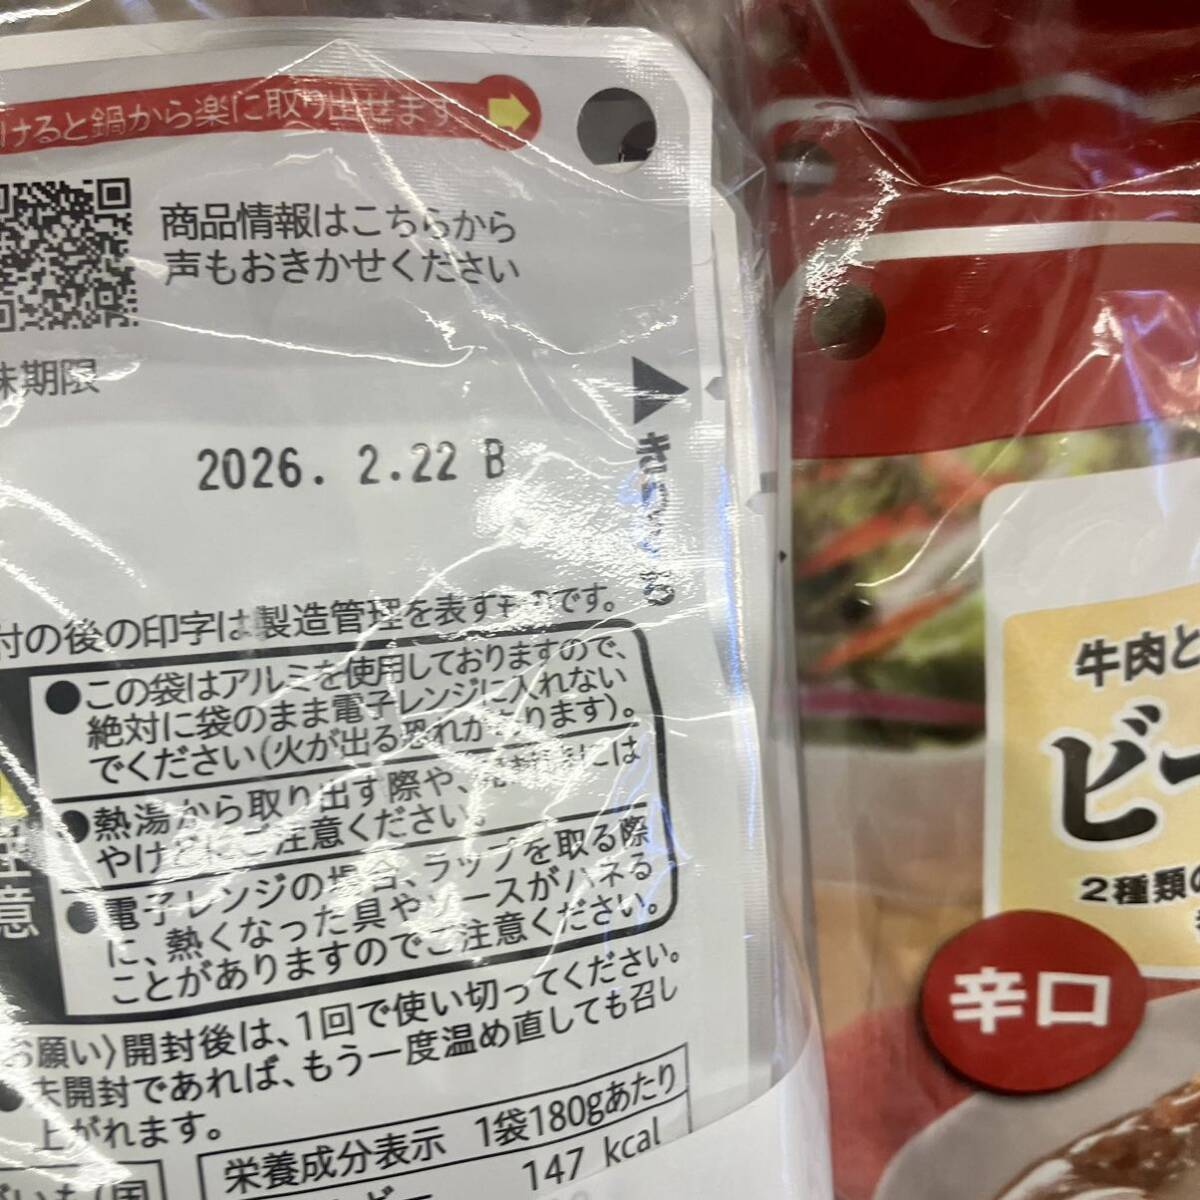 けると鍋から楽に取り出せます
商品情報はこちらから
声もおきかせください
味期限
2026. 2.22 B
付の後の印字は製造管理を表すものです。
●この袋はアルミを使用しておりますので、
絶対に袋のまま電子レンジに入れない
でください(火が出る恐れがあります)。
●熱湯から取り出す際や、開封時には
やけどにご注意ください。
●電子レンジの場合、ラップを取る際
に、熱くなった具やソースがハネる
ことがありますのでご注意ください。
注意
お願い〉開封後は、1回で使い切ってください。
●未開封であれば、もう一度温め直しても召し
上がれます。
栄養成分表示 1袋180gあたり
147 kcal
きりくち
牛肉と
ビー
2種類の
辛口